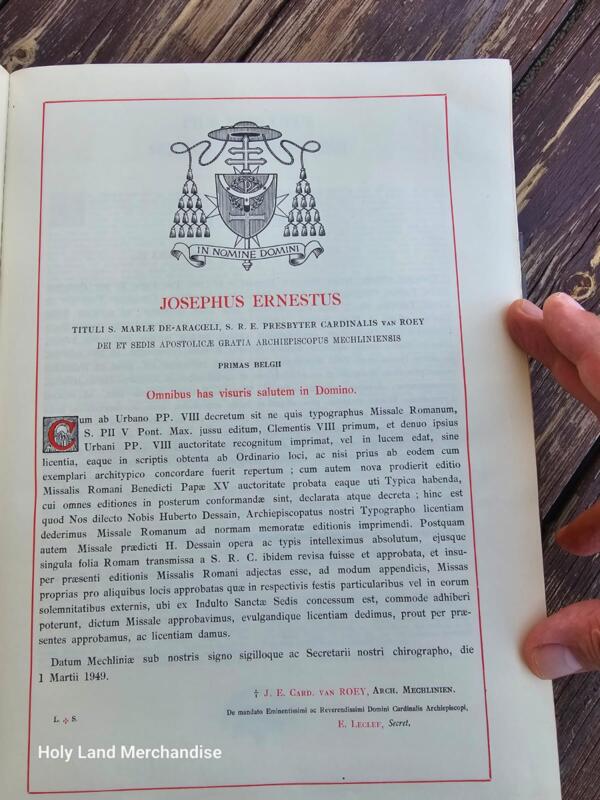 IN NOMINE DOMINI
JOSEPHUS ERNESTUS
TITULI S. MARIÆ DE-ARACŒLI, S. R. E. PRESBYTER CARDINALIS VAN ROEY
DEI ET SEDIS APOSTOLICÆ GRATIA ARCHIEPISCOPUS MECHLINIENSIS
PRIMAS BELGII
Omnibus has visuris salutem in Domino.
Cum ab Urbano PP. VIII decretum sit ne quis typographus Missale Romanum,
S. PII V Pont. Max. jussu editum, Clementis VIII primum, et denuo ipsius
Urbani PP. VIII auctoritate recognitum imprimat, vel in lucem edat, sine
licentia, eaque in scriptis obtenta ab Ordinario loci, ac nisi prius ab eodem cum
exemplari architypico concordare fuerit repertum ; cum autem nova prodierit editio
Missalis Romani Benedicti Papæ XV auctoritate probata eaque uti Typica habenda,
cui omnes editiones in posterum conformandæ sint, declarata atque decreta ; hinc est
quod Nos dilecto Nobis Huberto Dessain, Archiepiscopatus nostri Typographo licentiam
dederimus Missale Romanum ad normam memoratæ editionis imprimendi. Postquam
autem Missale prædicti H. Dessain opera ac typis intelleximus absolutum, ejusque
singula folia Romam transmissa a S. R. C. ibidem revisa fuisse et approbata, et insu-
per præsenti editionis Missalis Romani adjectas esse, ad modum appendicis, Missas
proprias pro aliquibus locis approbatas quæ in respectivis festis particularibus vel in eorum
solemnitatibus externis, ubi ex Indulto Sanctæ Sedis concessum est, commode adhiberi
poterunt, dictum Missale approbavimus, evulgandique licentiam dedimus, prout per præ-
sentes approbamus, ac licentiam damus.
Datum Mechliniæ sub nostris signo sigilloque ac Secretarii nostri chirographo, die
1 Martii 1949.
† J. E. CARD. VAN ROEY, ARCH. MECHLINIEN.
De mandato Eminentissimi ac Reverendissimi Domini Cardinalis Archiepiscopi,
L. ✠ S.
E. LECLEF, Secret,
Holy Land Merchandise